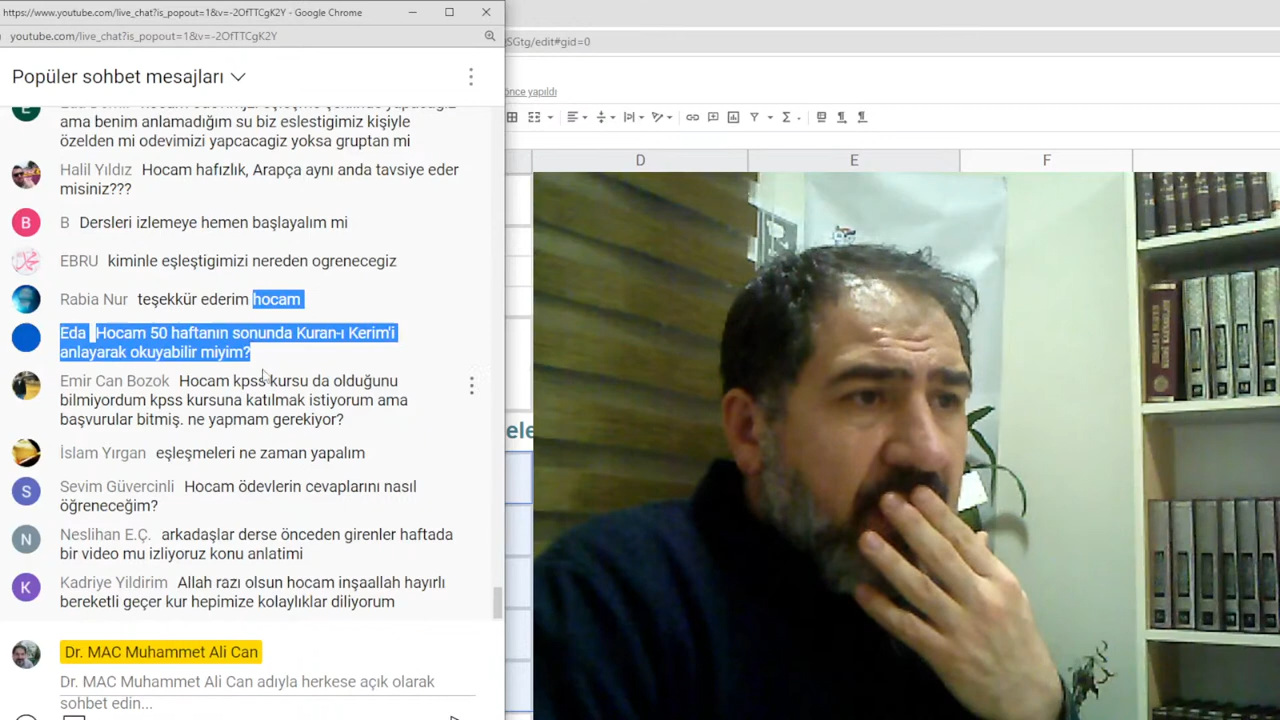 https://www.youtube.com/live_chat?is_popout=1&v=-2OfTTCgK2Y - Google Chrome
youtube.com/live_chat?is_popout=1&v=-2OfTTCgK2Y
Popüler sohbet mesajları
ama benim anlamadığım su biz eslestigimiz kişiyle
özelden mi odevimizi yapcacagiz yoksa gruptan mi
Halil Yıldız Hocam hafızlık, Arapça aynı anda tavsiye eder
misiniz???
B B Dersleri izlemeye hemen başlayalım mi
EBRU kiminle eşleştigimizi nereden ogrenecegiz
Rabia Nur teşekkür ederim hocam
Eda Hocam 50 haftanın sonunda Kuran-ı Kerim'i
anlayarak okuyabilir miyim?
Emir Can Bozok Hocam kpss kursu da olduğunu
bilmiyordum kpss kursuna katılmak istiyorum ama
başvurular bitmiş. ne yapmam gerekiyor?
İslam Yırgan eşleşmeleri ne zaman yapalım
S Sevim Güvercinli Hocam ödevlerin cevaplarını nasıl
öğreneceğim?
N Neslihan E.Ç. arkadaşlar derse önceden girenler haftada
bir video mu izliyoruz konu anlatimi
K Kadriye Yildirim Allah razı olsun hocam inşaallah hayırlı
bereketli geçer kur hepimize kolaylıklar diliyorum
Dr. MAC Muhammet Ali Can
Dr. MAC Muhammet Ali Can adıyla herkese açık olarak
sohbet edin...
SGtg/edit#gid=0
önce yapıldı
D E F
ele